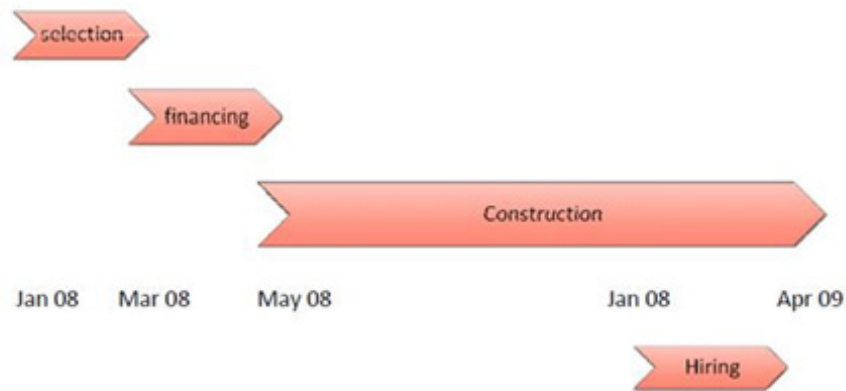 selection
financing
Construction
Jan 08 Mar 08 May 08 Jan 08 Apr 09
Hiring